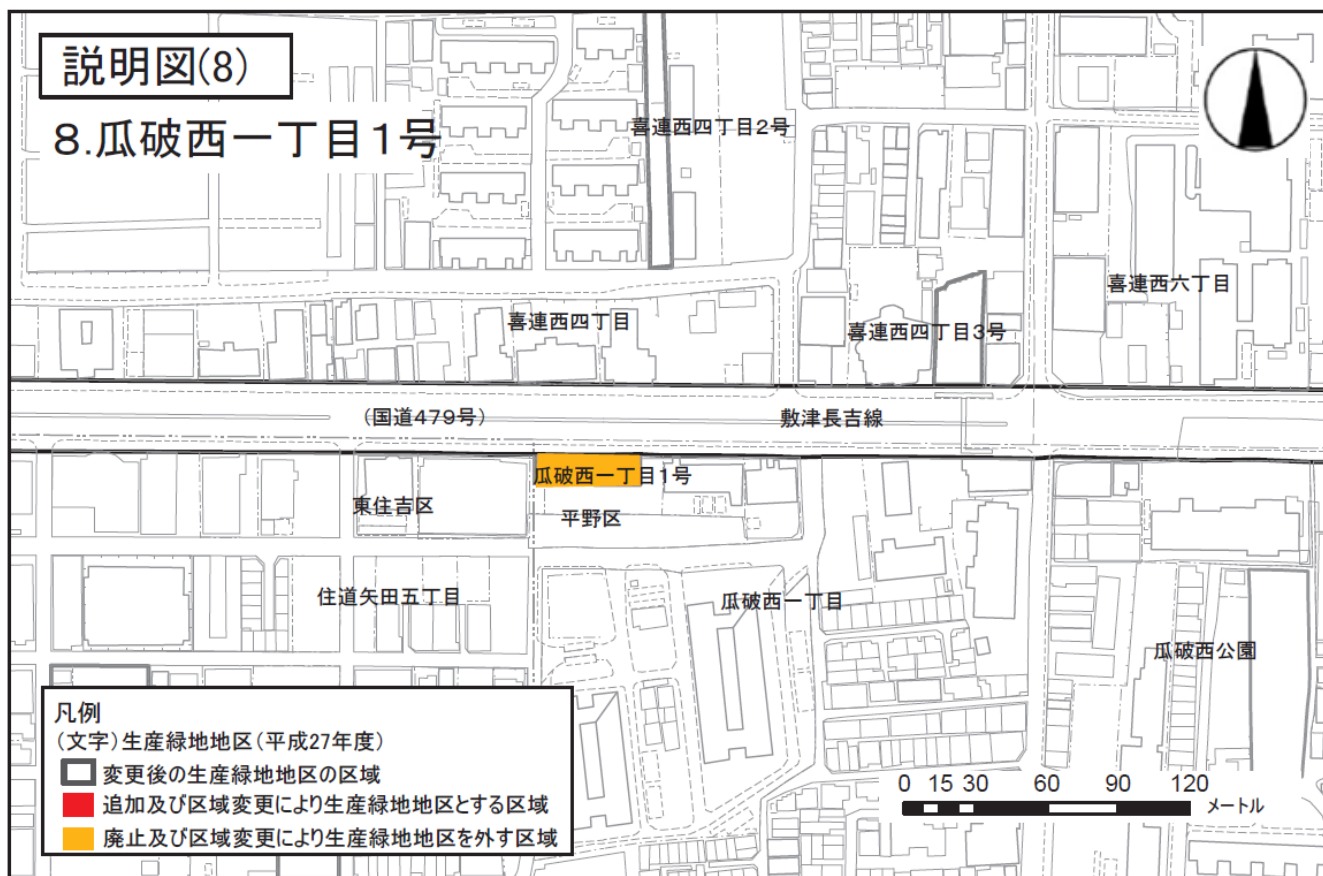 説明図(8)
8.瓜破西一丁目1号
喜連西四丁目2号
喜連西六丁目
喜連西四丁目
喜連西四丁目3号
(国道479号)
敷津長吉線
瓜破西一丁目1号
東住吉区
平野区
住道矢田五丁目
瓜破西一丁目
瓜破西公園
凡例
(文字)生産緑地地区(平成27年度)
変更後の生産緑地地区の区域
追加及び区域変更により生産緑地地区とする区域
廃止及び区域変更により生産緑地地区を外す区域
0 15 30 60 90 120
メートル